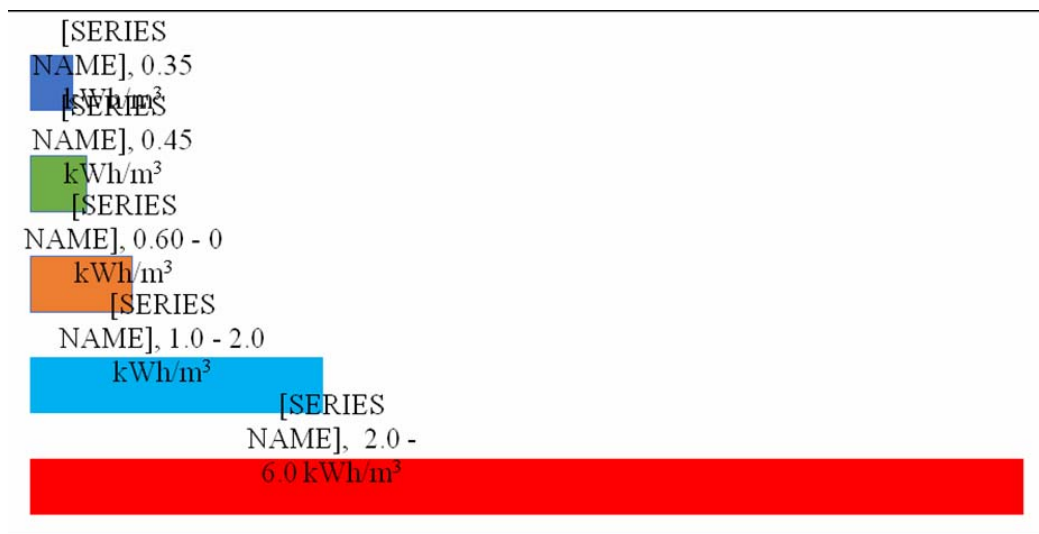 [SERIES
NAME], 0.35
kWh/m³
[SERIES
NAME], 0.45
kWh/m³
[SERIES
NAME], 0.60 - 0
kWh/m³
[SERIES
NAME], 1.0 - 2.0
kWh/m³
[SERIES
NAME],  2.0 -
6.0 kWh/m³